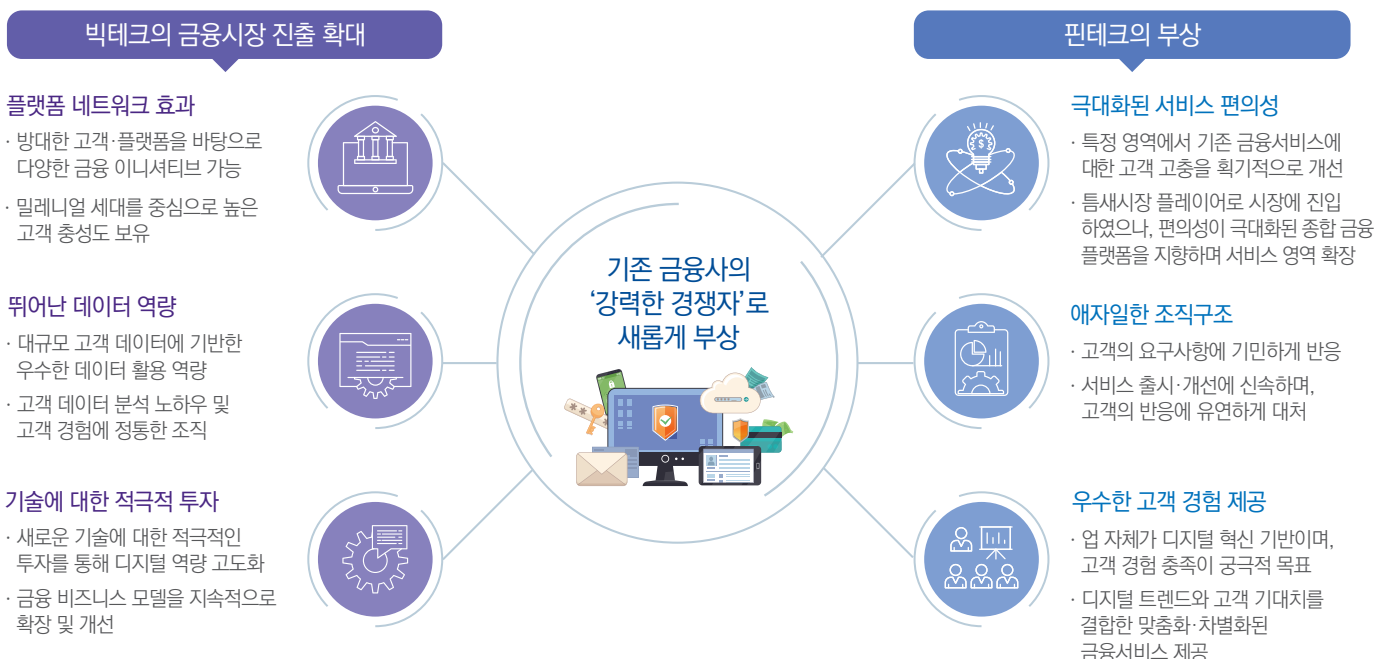 빅테크의 금융시장 진출 확대
플랫폼 네트워크 효과
· 방대한 고객·플랫폼을 바탕으로
다양한 금융 이니셔티브 가능
· 밀레니얼 세대를 중심으로 높은
고객 충성도 보유
뛰어난 데이터 역량
· 대규모 고객 데이터에 기반한
우수한 데이터 활용 역량
· 고객 데이터 분석 노하우 및
고객 경험에 정통한 조직
기술에 대한 적극적 투자
· 새로운 기술에 대한 적극적인
투자를 통해 디지털 역량 고도화
· 금융 비즈니스 모델을 지속적으로
확장 및 개선
기존 금융사의
‘강력한 경쟁자’로
새롭게 부상
핀테크의 부상
극대화된 서비스 편의성
· 특정 영역에서 기존 금융서비스에
대한 고객 고충을 획기적으로 개선
· 틈새시장 플레이어로 시장에 진입
하였으나, 편의성이 극대화된 종합 금융
플랫폼을 지향하며 서비스 영역 확장
애자일한 조직구조
· 고객의 요구사항에 기민하게 반응
· 서비스 출시·개선에 신속하며,
고객의 반응에 유연하게 대처
우수한 고객 경험 제공
· 업 자체가 디지털 혁신 기반이며,
고객 경험 충족이 궁극적 목표
· 디지털 트렌드와 고객 기대치를
결합한 맞춤화·차별화된
금융서비스 제공